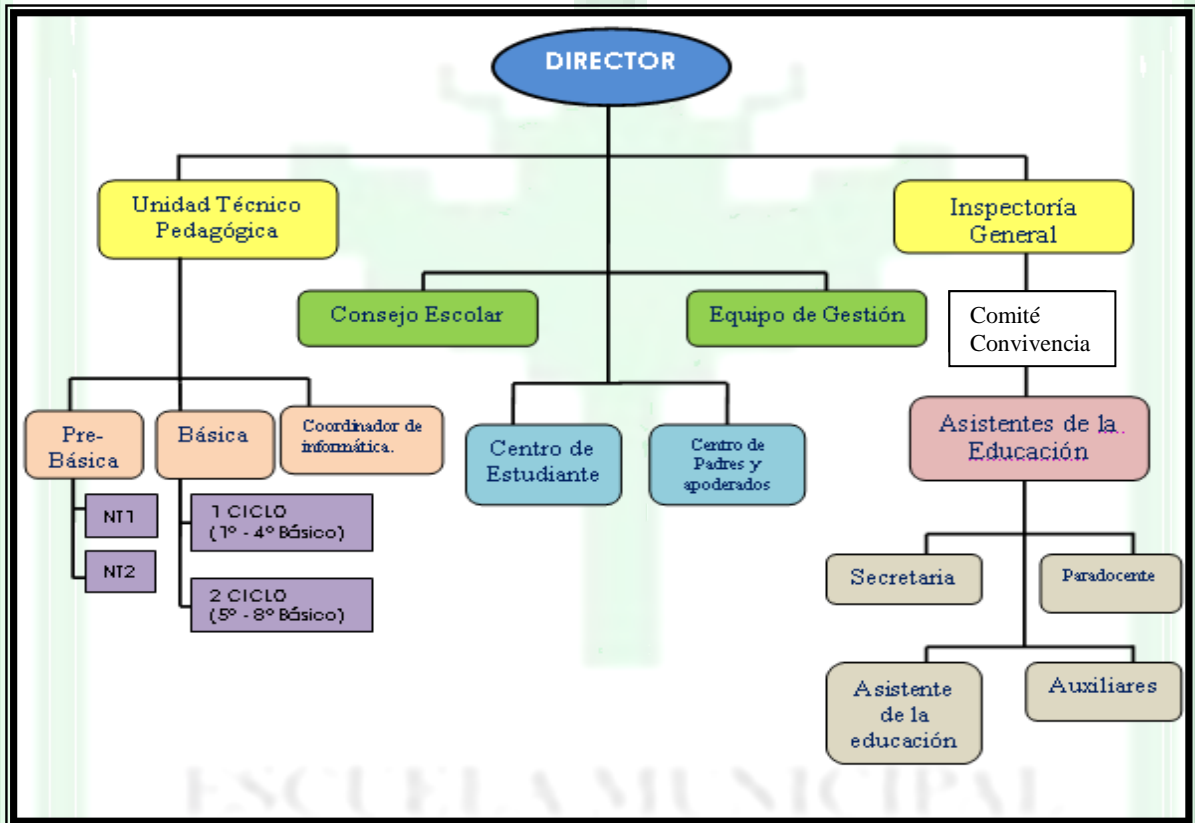 DIRECTOR
Unidad Técnico
Pedagógica
Inspectoría
General
Consejo Escolar
Equipo de Gestión
Comité
Convivencia
Pre-
Básica
Básica
Coordinador de
informática.
Centro de
Estudiante
Centro de
Padres y
apoderados
Asistentes de la.
Educación
NT1
NT2
1 CICLO
(1º - 4º Básico)
2 CICLO
(5º - 8º Básico)
Secretaria
Paradocente
Asistente
de la
educación
Auxiliares
ESCUELA MUNICIPAL